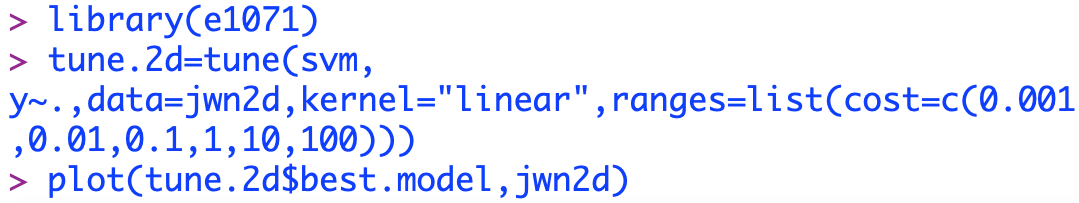 > library(e1071)
> tune.2d=tune(svm,
y~.,data=jwn2d,kernel="linear",ranges=list(cost=c(0.001
,0.01,0.1,1,10,100)))
> plot(tune.2d$best.model,jwn2d)